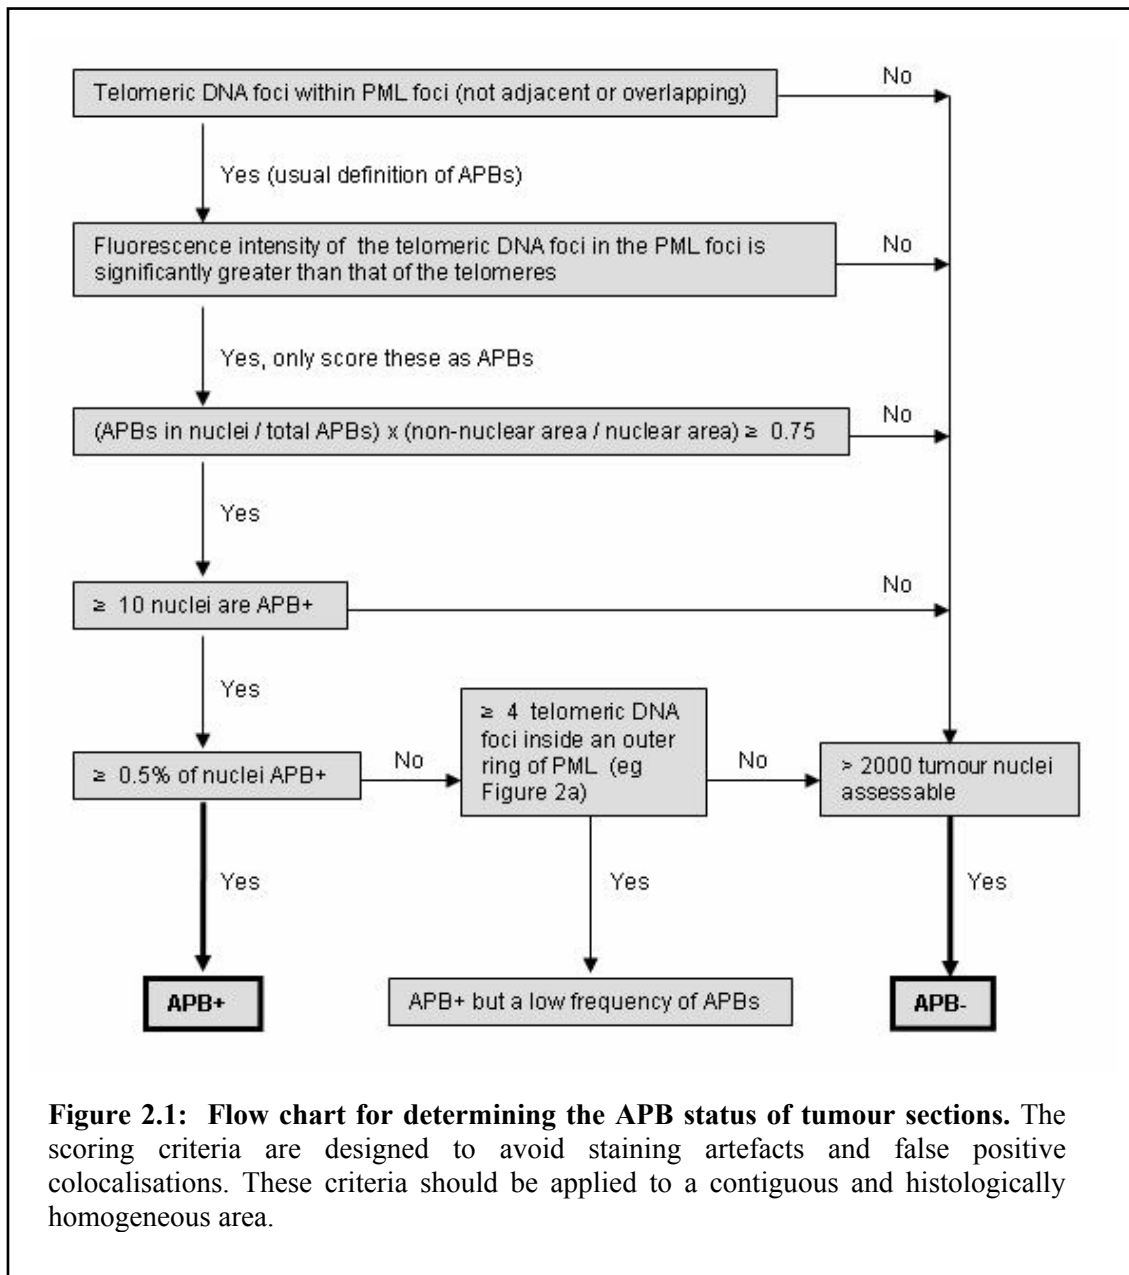 Telomeric DNA foci within PML foci (not adjacent or overlapping)
No
Yes (usual definition of APBs)
Fluorescence intensity of the telomeric DNA foci in the PML foci is
significantly greater than that of the telomeres
No
Yes, only score these as APBs
(APBs in nuclei / total APBs) x (non-nuclear area / nuclear area) ≥ 0.75
No
Yes
≥ 10 nuclei are APB+
No
Yes
≥ 0.5% of nuclei APB+
No
≥ 4 telomeric DNA
foci inside an outer
ring of PML (eg
Figure 2a)
No
> 2000 tumour nuclei
assessable
Yes
Yes
Yes
APB+
APB+ but a low frequency of APBs
APB-
Figure 2.1: Flow chart for determining the APB status of tumour sections. The
scoring criteria are designed to avoid staining artefacts and false positive
colocalisations. These criteria should be applied to a contiguous and histologically
homogeneous area.